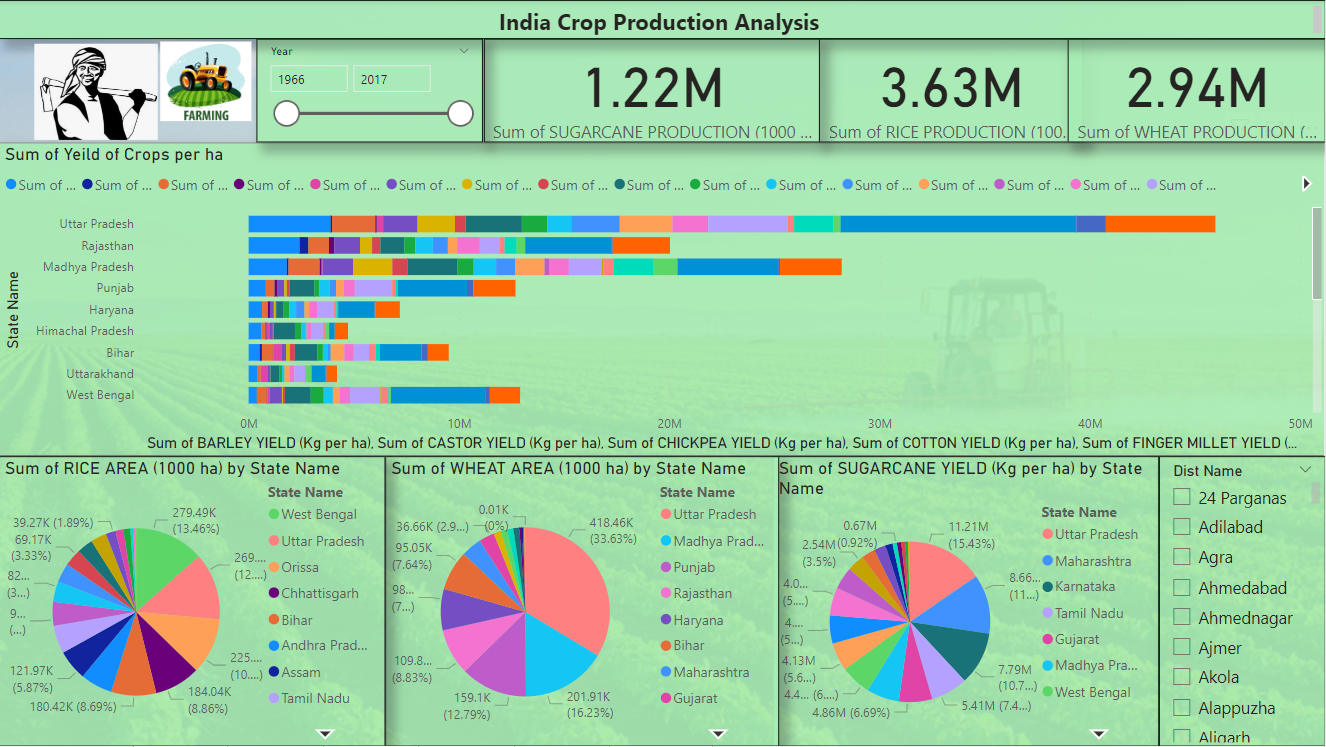 India Crop Production Analysis
FARMING
Year
1966 2017
1.22M
Sum of SUGARCANE PRODUCTION (1000 ...
3.63M
Sum of RICE PRODUCTION (100...
2.94M
Sum of WHEAT PRODUCTION (...
Sum of Yeild of Crops per ha
Sum of ... Sum of ... Sum of ... Sum of ... Sum of ... Sum of ... Sum of ... Sum of ... Sum of ... Sum of ... Sum of ... Sum of ... Sum of ... Sum of ... Sum of ... Sum of ...
State Name
Uttar Pradesh
Rajasthan
Madhya Pradesh
Punjab
Haryana
Himachal Pradesh
Bihar
Uttarakhand
West Bengal
0M 10M 20M 30M 40M 50M
Sum of BARLEY YIELD (Kg per ha), Sum of CASTOR YIELD (Kg per ha), Sum of CHICKPEA YIELD (Kg per ha), Sum of COTTON YIELD (Kg per ha), Sum of FINGER MILLET YIELD (...
Sum of RICE AREA (1000 ha) by State Name
279.49K
(13.46%)
269....
(12....)
225....
(10....)
184.04K
(8.86%)
180.42K (8.69%)
121.97K
(5.87%)
9...
(...)
82...
(3...)
69.17K
(3.33%)
39.27K (1.89%)
State Name
West Bengal
Uttar Pradesh
Orissa
Chhattisgarh
Bihar
Andhra Prad...
Assam
Tamil Nadu
Sum of WHEAT AREA (1000 ha) by State Name
418.46K
(33.63%)
201.91K
(16.23%)
159.1K
(12.79%)
109.8...
(8.83%)
98...
(7...)
95.05K
(7.64%)
36.66K (2.9...)
0.01K
(0%)
State Name
Uttar Pradesh
Madhya Prad...
Punjab
Rajasthan
Haryana
Bihar
Maharashtra
Gujarat
Sum of SUGARCANE YIELD (Kg per ha) by State
Name
11.21M
(15.43%)
8.66...
(11...)
7.79M
(10.7...)
5.41M (7.4...)
4.86M (6.69%)
4.4... (6....)
4.13M
(5.6...)
4....
(5...)
4.0...
(5....)
2.54M
(3.5%)
0.67M
(0.92%)
State Name
Uttar Pradesh
Maharashtra
Karnataka
Tamil Nadu
Gujarat
Madhya Pra...
West Bengal
Dist Name
24 Parganas
Adilabad
Agra
Ahmedabad
Ahmednagar
Ajmer
Akola
Alappuzha
Aligarh